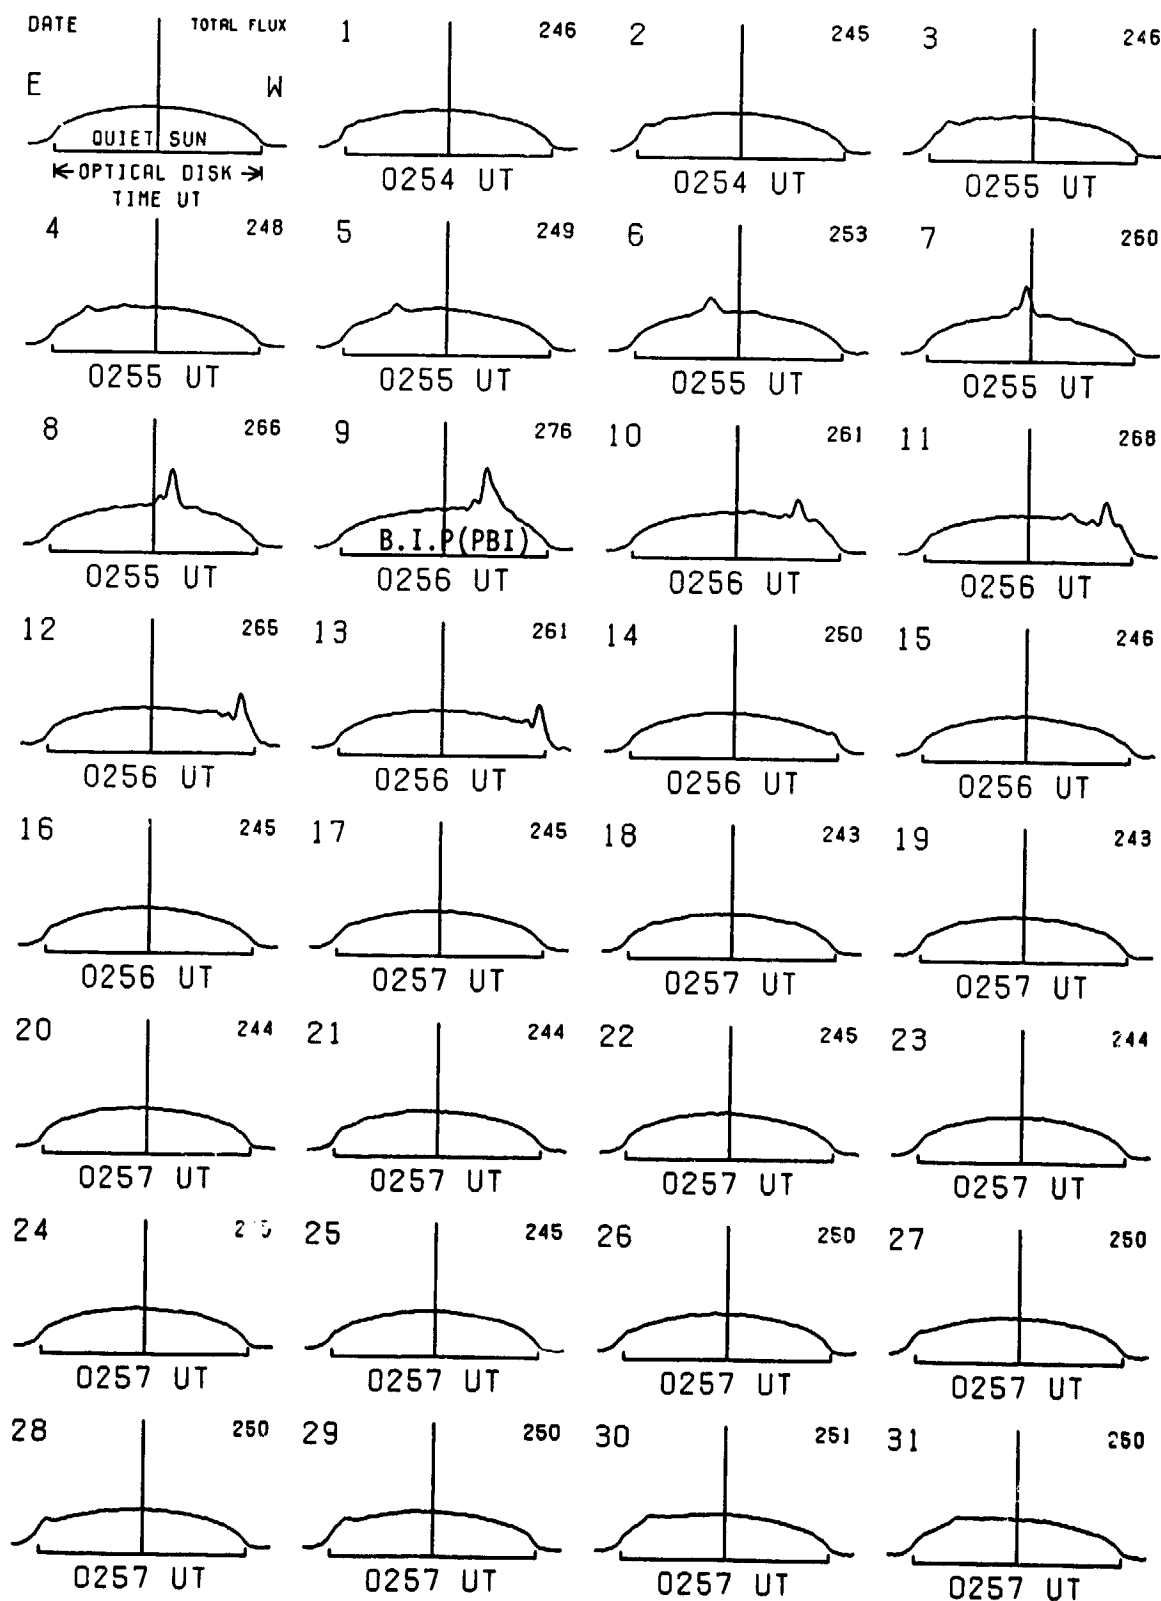 DATE TOTAL FLUX
E W
QUIET SUN
OPTICAL DISK
TIME UT
1 246
0254 UT
2 245
0254 UT
3 246
0255 UT
4 248
0255 UT
5 249
0255 UT
6 253
0255 UT
7 260
0255 UT
8 266
0255 UT
9 276
B.I.P(PBI)
0256 UT
10 261
0256 UT
11 268
0256 UT
12 265
0256 UT
13 261
0256 UT
14 250
0256 UT
15 246
0256 UT
16 245
0256 UT
17 245
0257 UT
18 243
0257 UT
19 243
0257 UT
20 244
0257 UT
21 244
0257 UT
22 245
0257 UT
23 244
0257 UT
24
0257 UT
25 245
0257 UT
26 250
0257 UT
27 250
0257 UT
28 250
0257 UT
29 250
0257 UT
30 251
0257 UT
31 250
0257 UT